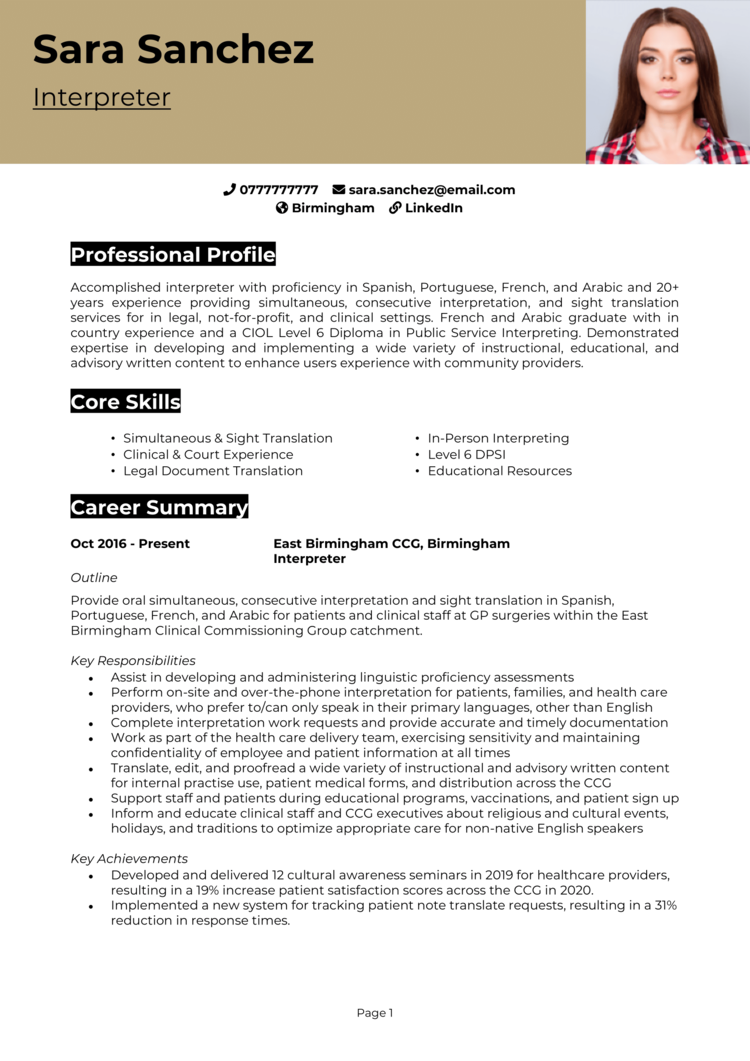 Sara Sanchez
Interpreter
0777777777 sara.sanchez@email.com
Birmingham LinkedIn
Professional Profile
Accomplished interpreter with proficiency in Spanish, Portuguese, French, and Arabic and 20+
years experience providing simultaneous, consecutive interpretation, and sight translation
services for in legal, not-for-profit, and clinical settings. French and Arabic graduate with in
country experience and a CIOL Level 6 Diploma in Public Service Interpreting. Demonstrated
expertise in developing and implementing a wide variety of instructional, educational, and
advisory written content to enhance users experience with community providers.
Core Skills
• Simultaneous & Sight Translation
• Clinical & Court Experience
• Legal Document Translation
• In-Person Interpreting
• Level 6 DPSI
• Educational Resources
Career Summary
Oct 2016 - Present East Birmingham CCG, Birmingham
Interpreter
Outline
Provide oral simultaneous, consecutive interpretation and sight translation in Spanish,
Portuguese, French, and Arabic for patients and clinical staff at GP surgeries within the East
Birmingham Clinical Commissioning Group catchment.
Key Responsibilities
• Assist in developing and administering linguistic proficiency assessments
• Perform on-site and over-the-phone interpretation for patients, families, and health care
providers, who prefer to/can only speak in their primary languages, other than English
• Complete interpretation work requests and provide accurate and timely documentation
• Work as part of the health care delivery team, exercising sensitivity and maintaining
confidentiality of employee and patient information at all times
• Translate, edit, and proofread a wide variety of instructional and advisory written content
for internal practise use, patient medical forms, and distribution across the CCG
• Support staff and patients during educational programs, vaccinations, and patient sign up
• Inform and educate clinical staff and CCG executives about religious and cultural events,
holidays, and traditions to optimize appropriate care for non-native English speakers
Key Achievements
• Developed and delivered 12 cultural awareness seminars in 2019 for healthcare providers,
resulting in a 19% increase patient satisfaction scores across the CCG in 2020.
• Implemented a new system for tracking patient note translate requests, resulting in a 31%
reduction in response times.
Page 1